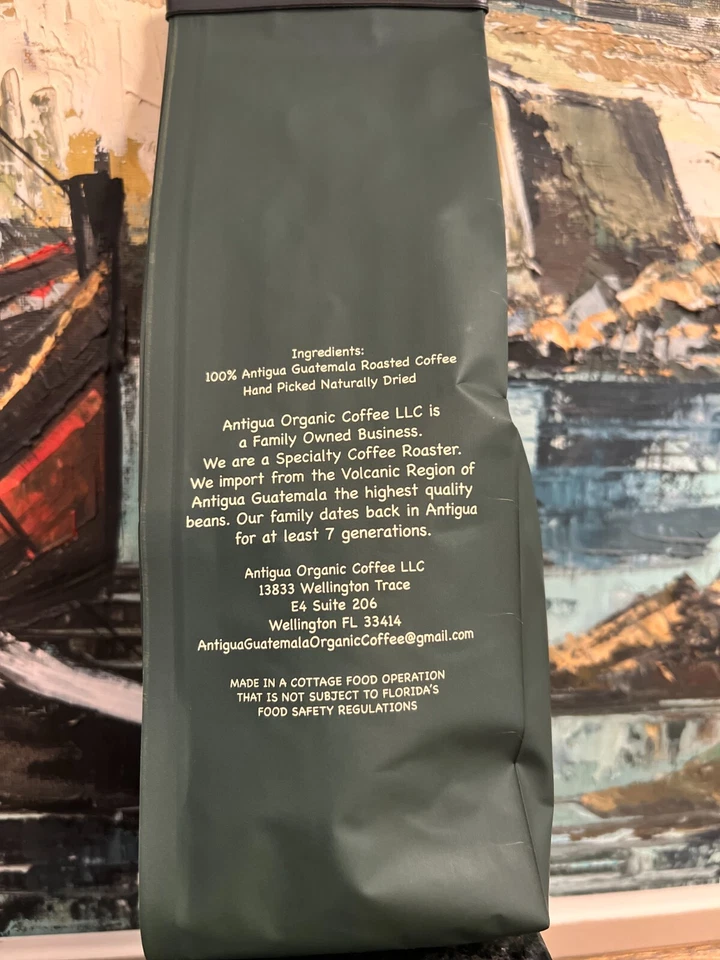 Ingredients:
100% Antigua Guatemala Roasted Coffee
Hand Picked Naturally Dried
Antigua Organic Coffee LLC is
a Family Owned Business.
We are a Specialty Coffee Roaster.
We import from the Volcanic Region of
Antigua Guatemala the highest quality
beans. Our family dates back in Antigua
for at least 7 generations.
Antigua Organic Coffee LLC
13833 Wellington Trace
E4 Suite 206
Wellington FL 33414
AntiguaGuatemalaOrganicCoffee@gmail.com
MADE IN A COTTAGE FOOD OPERATION
THAT IS NOT SUBJECT TO FLORIDA'S
FOOD SAFETY REGULATIONS